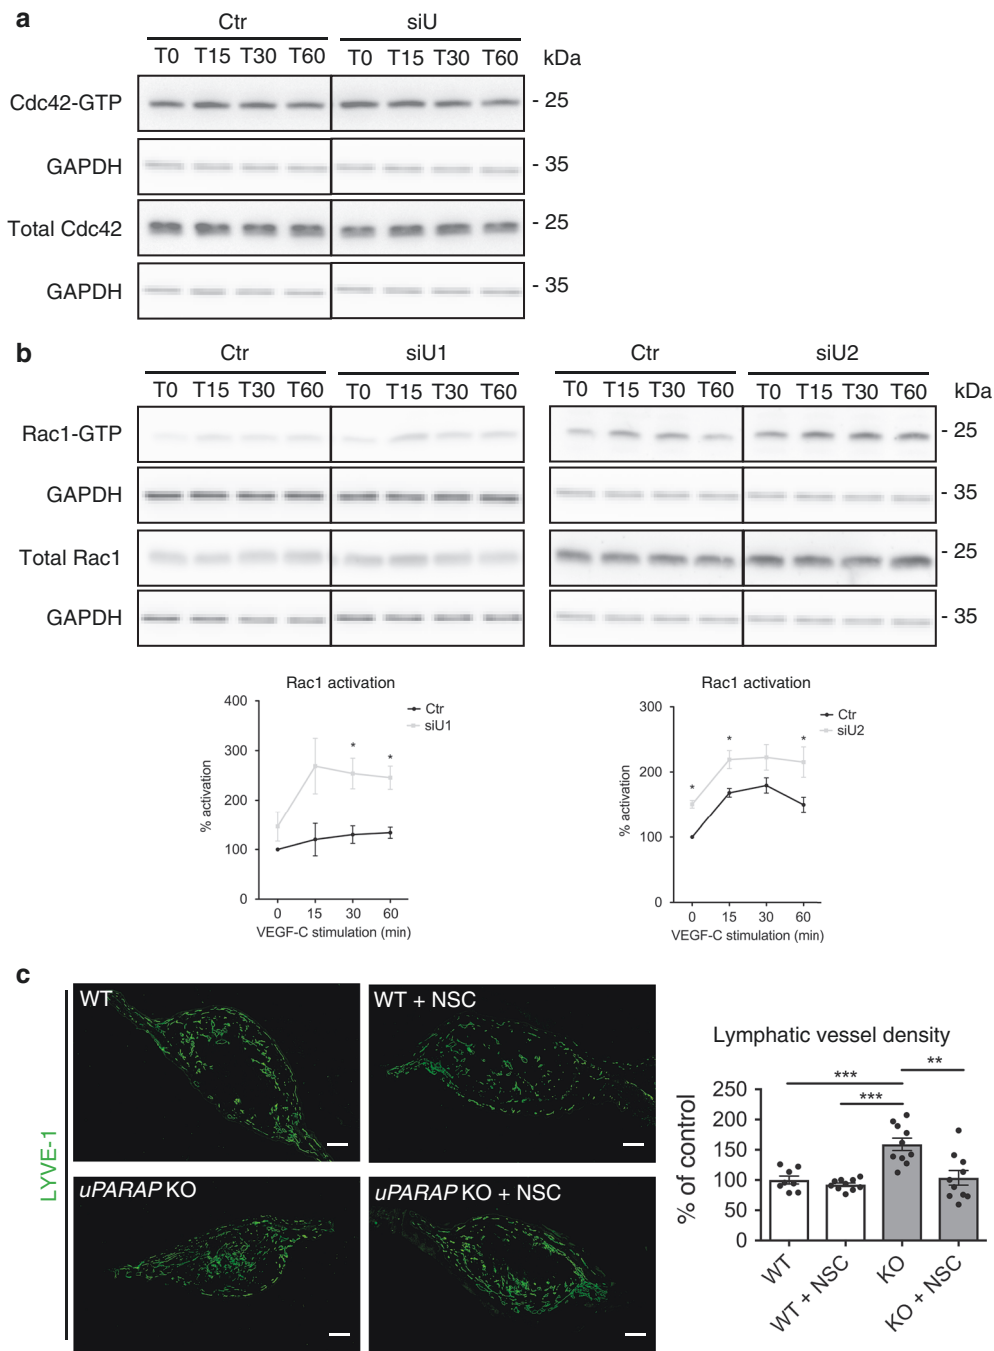 a
Ctr siU
T0 T15 T30 T60 T0 T15 T30 T60 kDa
Cdc42-GTP - 25
GAPDH - 35
Total Cdc42 - 25
GAPDH - 35
b
Ctr siU1 Ctr siU2
T0 T15 T30 T60 T0 T15 T30 T60 T0 T15 T30 T60 T0 T15 T30 T60 kDa
Rac1-GTP - 25
GAPDH - 35
Total Rac1 - 25
GAPDH - 35
Rac1 activation
400
300
200
100
0
% activation
Ctr
siU1
* *
0 15 30 60
VEGF-C stimulation (min)
Rac1 activation
300
200
100
0
% activation
Ctr
siU2
* * *
0 15 30 60
VEGF-C stimulation (min)
c
LYVE-1
WT
WT + NSC
uPARAP KO
uPARAP KO + NSC
Lymphatic vessel density
*** **
***
250
200
150
100
50
0
% of control
WT
WT + NSC
KO
KO + NSC